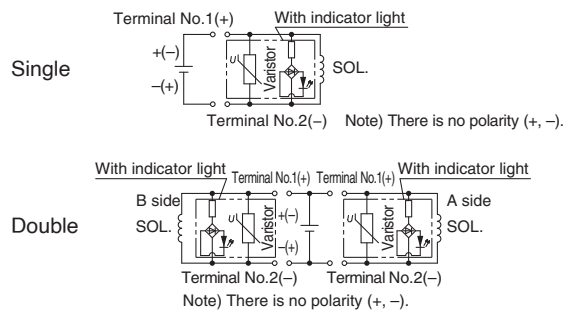 Terminal No.1(+)
With indicator light
+(−)
−(+)
Single
U
Varistor
SOL.
Terminal No.2(−)
Note) There is no polarity (+, −).
With indicator light
Terminal No.1(+)
Terminal No.1(+)
With indicator light
B side
SOL.
U
Varistor
+(−)
−(+)
U
Varistor
A side
SOL.
Double
Terminal No.2(−)
Terminal No.2(−)
Note) There is no polarity (+, −).